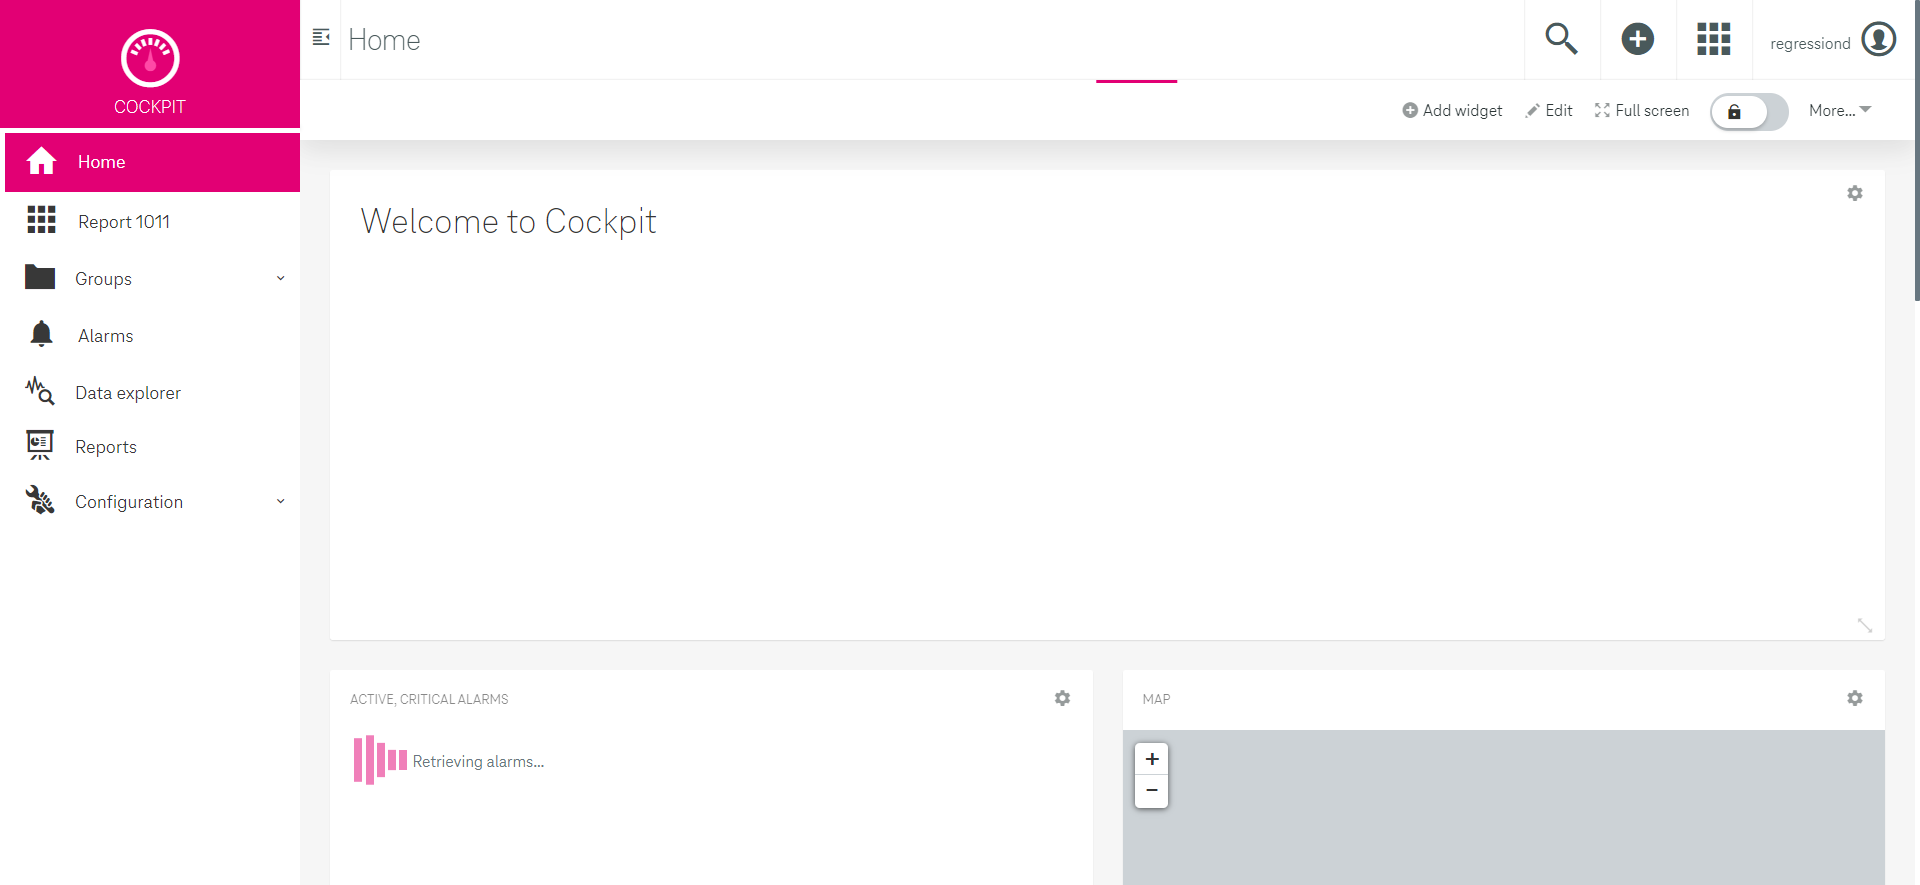 COCKPIT
Home
Report 1011
Groups
Alarms
Data explorer
Reports
Configuration
Home
regressiond
Add widget
Edit
Full screen
More...
Welcome to Cockpit
ACTIVE, CRITICAL ALARMS
Retrieving alarms...
MAP
+
−